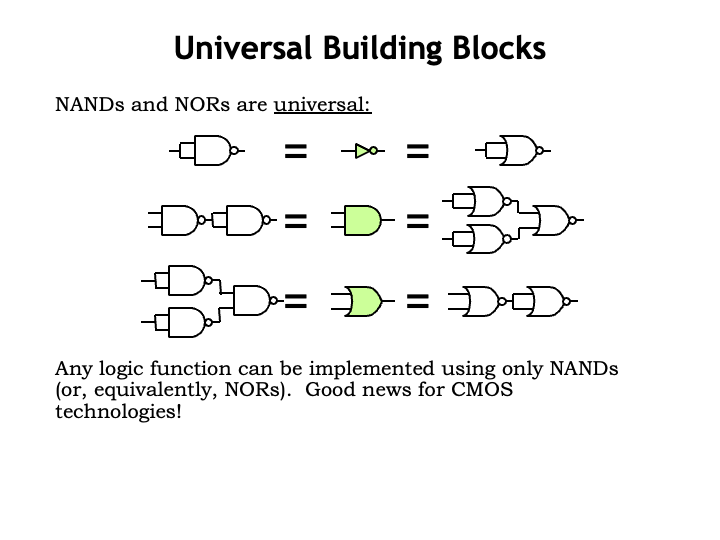 Universal Building Blocks
NANDs and NORs are universal:
= =
= =
= =
Any logic function can be implemented using only NANDs
(or, equivalently, NORs).  Good news for CMOS
technologies!